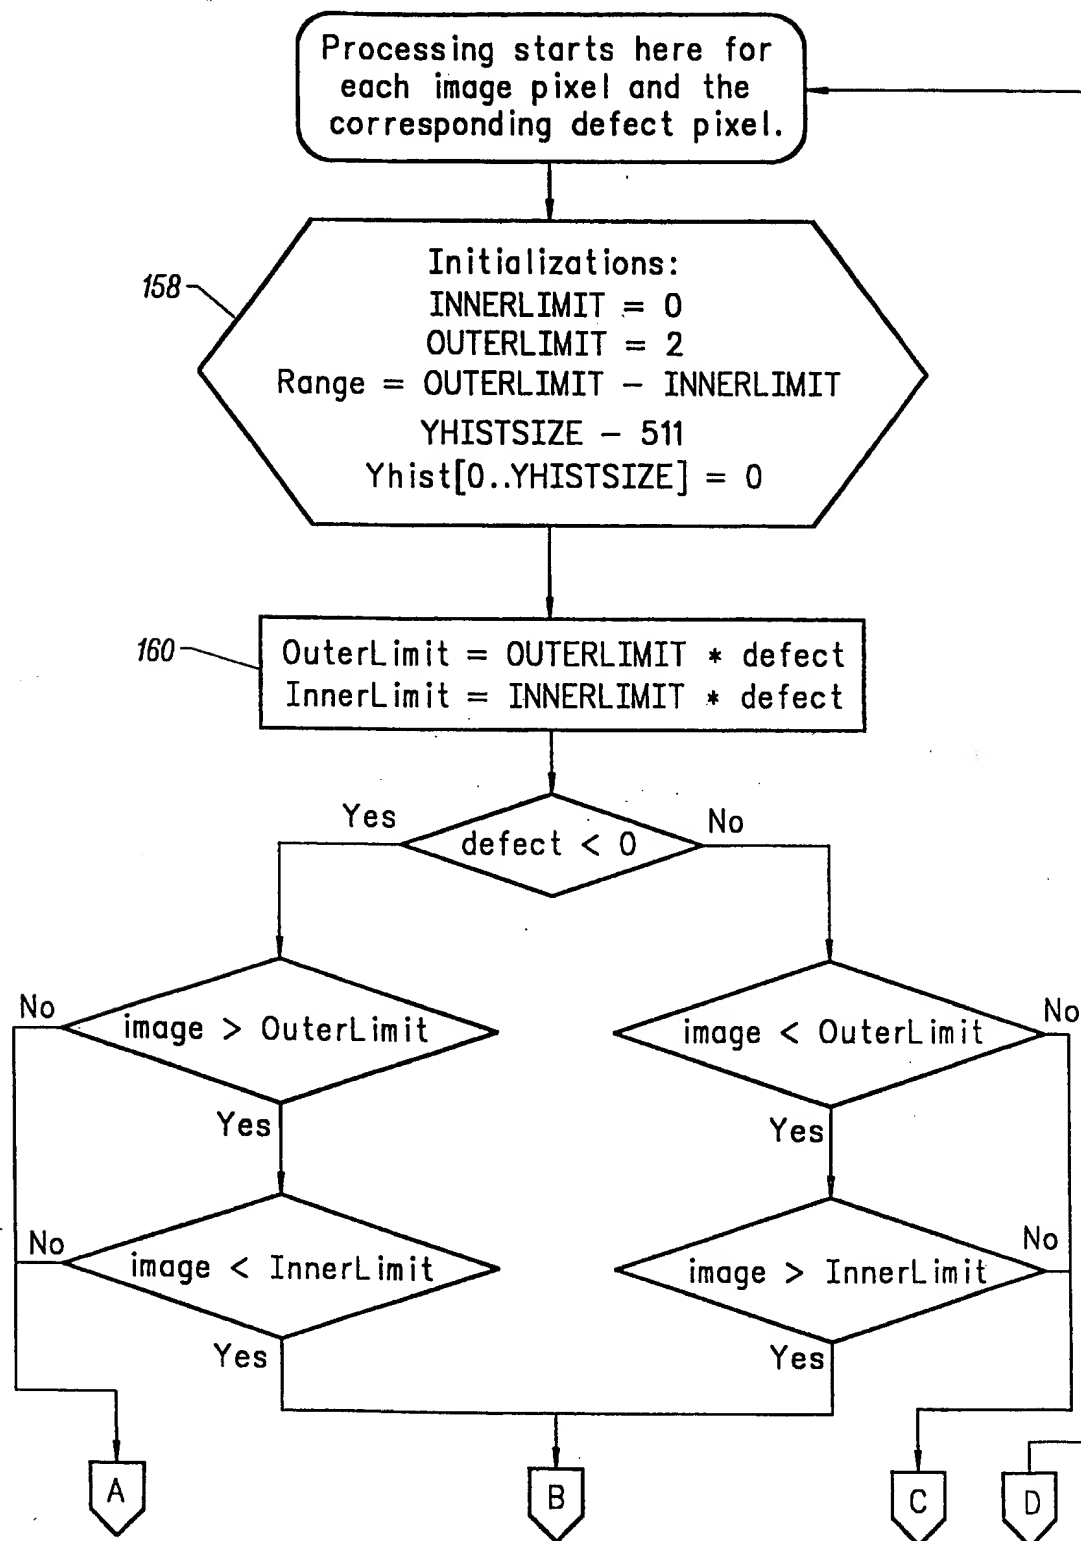 Processing starts here for
each image pixel and the
corresponding defect pixel.
158
Initializations:
INNERLIMIT = 0
OUTERLIMIT = 2
Range = OUTERLIMIT - INNERLIMIT
YHISTSIZE - 511
Yhist[0..YHISTSIZE] = 0
160
OuterLimit = OUTERLIMIT * defect
InnerLimit = INNERLIMIT * defect
Yes
defect < 0
No
No
image > OuterLimit
image < OuterLimit
No
Yes
Yes
No
image < InnerLimit
image > InnerLimit
No
Yes
Yes
A
B
C
D